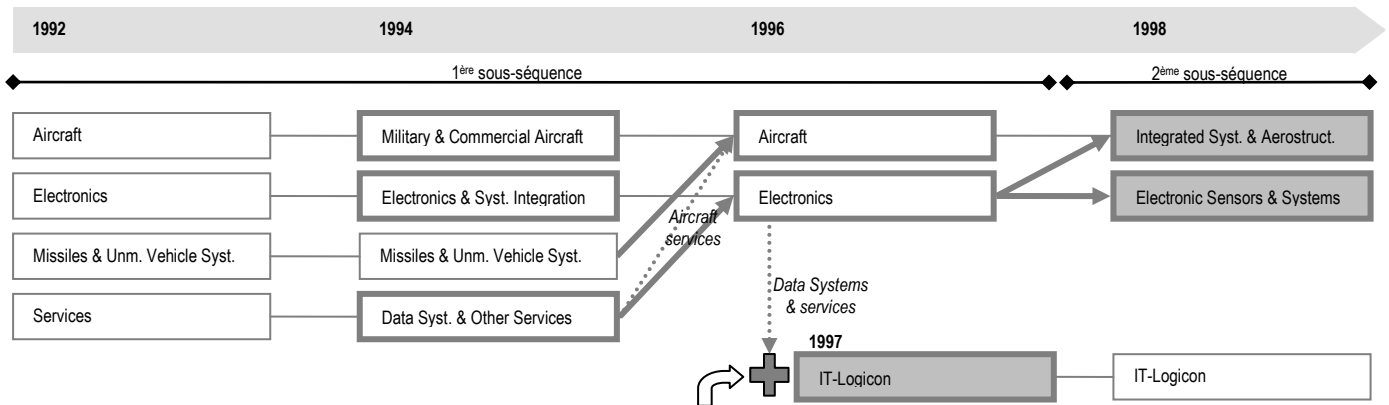 1992 1994 1996 1998
1ère sous-séquence 2ème sous-séquence
Aircraft Military & Commercial Aircraft Aircraft Integrated Syst. & Aerostruct.
Electronics Electronics & Syst. Integration Electronics Electronic Sensors & Systems
Aircraft
services
Missiles & Unm. Vehicle Syst. Missiles & Unm. Vehicle Syst.
Data Systems
& services
Services Data Syst. & Other Services
1997
IT-Logicon IT-Logicon